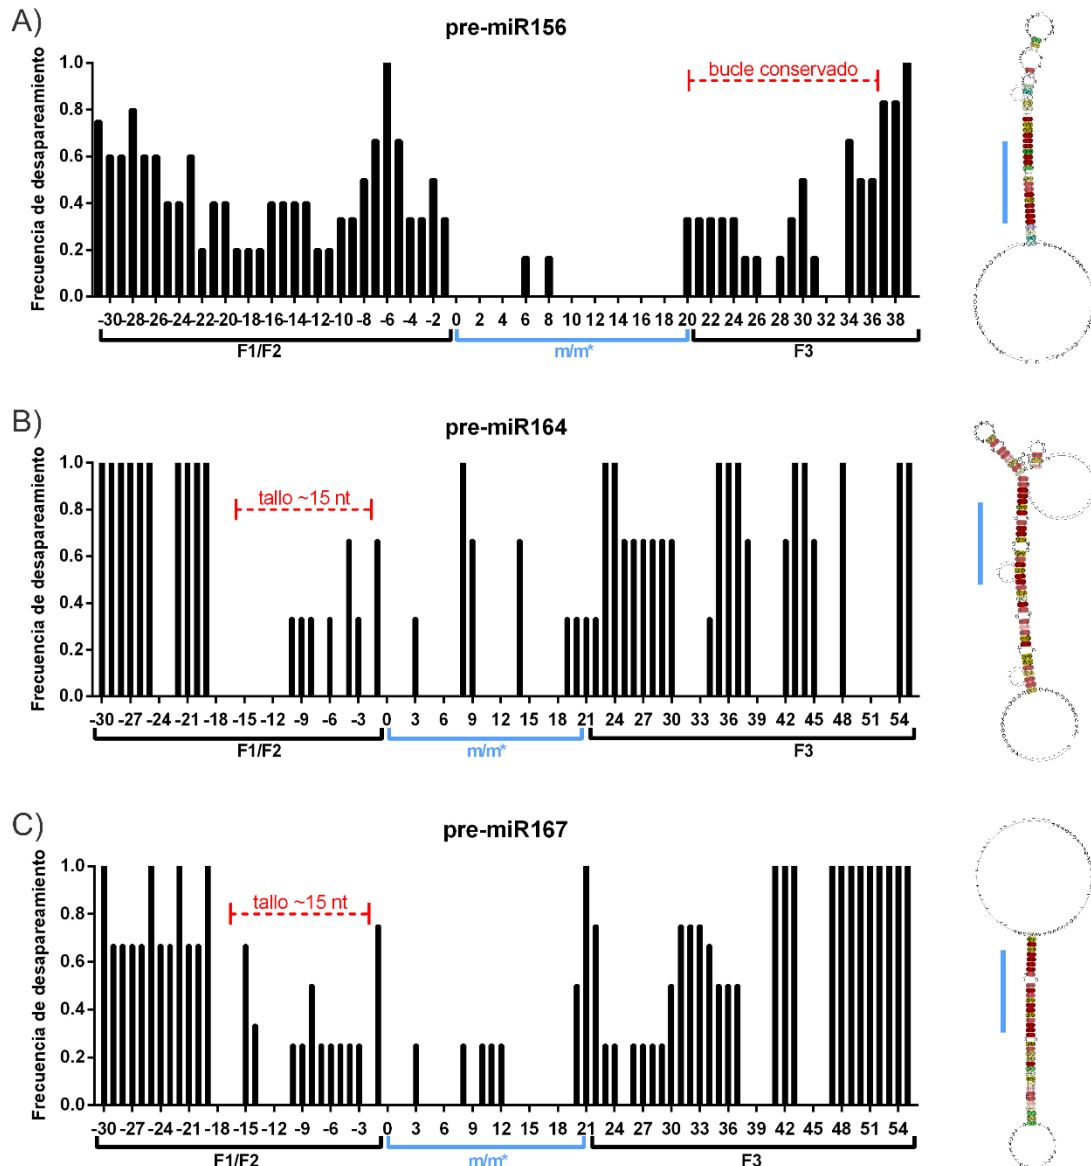 A)
pre-miR156
Frecuencia de desapareamiento
1.0
0.8
0.6
0.4
0.2
0.0
bucle conservado
-30 -28 -26 -24 -22 -20 -18 -16 -14 -12 -10 -8 -6 -4 -2 0 2 4 6 8 10 12 14 16 18 20 22 24 26 28 30 32 34 36 38
F1/F2 m/m* F3
B)
pre-miR164
Frecuencia de desapareamiento
1.0
0.8
0.6
0.4
0.2
0.0
tallo ~15 nt
-30 -27 -24 -21 -18 -15 -12 -9 -6 -3 0 3 6 9 12 15 18 21 24 27 30 33 36 39 42 45 48 51 54
F1/F2 m/m* F3
C)
pre-miR167
Frecuencia de desapareamiento
1.0
0.8
0.6
0.4
0.2
0.0
tallo ~15 nt
-30 -27 -24 -21 -18 -15 -12 -9 -6 -3 0 3 6 9 12 15 18 21 24 27 30 33 36 39 42 45 48 51 54
F1/F2 m/m* F3